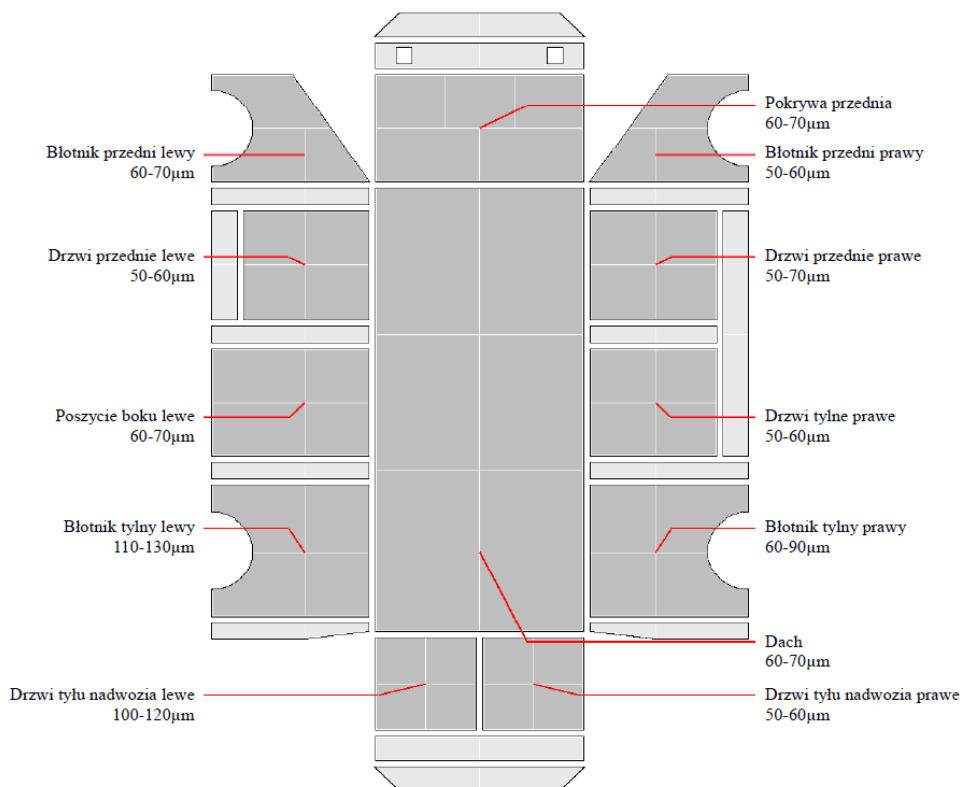 Pokrywa przednia
60-70µm
Błotnik przedni lewy
60-70µm
Błotnik przedni prawy
50-60µm
Drzwi przednie lewe
50-60µm
Drzwi przednie prawe
50-70µm
Poszycie boku lewe
60-70µm
Drzwi tylne prawe
50-60µm
Błotnik tylny lewy
110-130µm
Błotnik tylny prawy
60-90µm
Dach
60-70µm
Drzwi tyłu nadwozia lewe
100-120µm
Drzwi tyłu nadwozia prawe
50-60µm